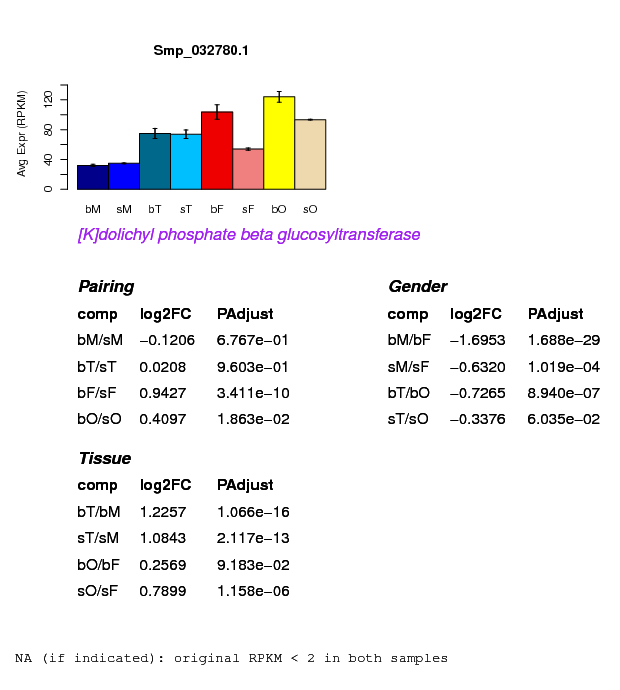 Smp_032780.1
Avg Expr (RPKM)
0 40 80 120
bM sM bT sT bF sF bO sO
[K]dolichyl phosphate beta glucosyltransferase
Pairing
comp log2FC PAdjust
bM/sM −0.1206 6.767e−01
bT/sT 0.0208 9.603e−01
bF/sF 0.9427 3.411e−10
bO/sO 0.4097 1.863e−02
Gender
comp log2FC PAdjust
bM/bF −1.6953 1.688e−29
sM/sF −0.6320 1.019e−04
bT/bO −0.7265 8.940e−07
sT/sO −0.3376 6.035e−02
Tissue
comp log2FC PAdjust
bT/bM 1.2257 1.066e−16
sT/sM 1.0843 2.117e−13
bO/bF 0.2569 9.183e−02
sO/sF 0.7899 1.158e−06
NA (if indicated): original RPKM < 2 in both samples